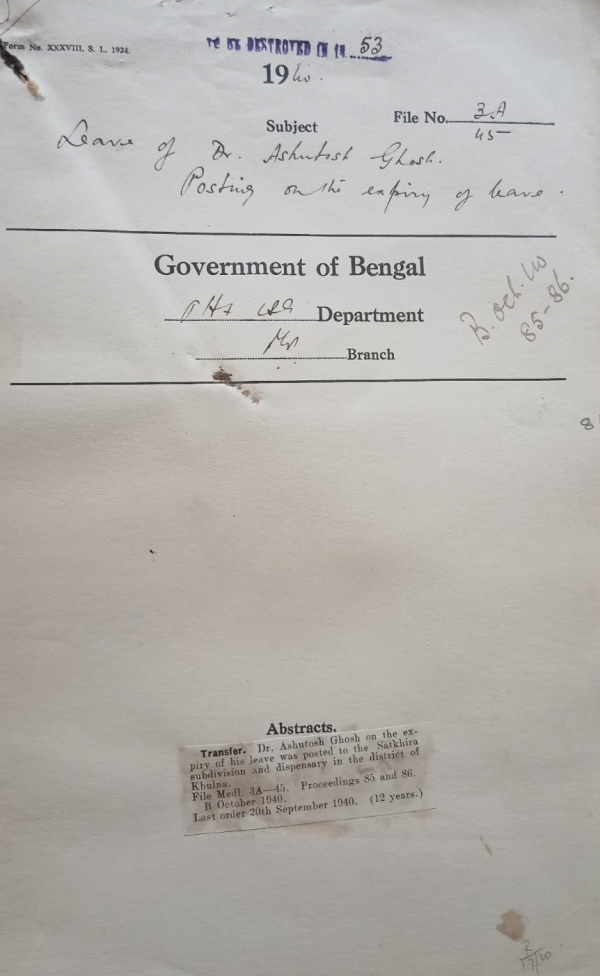 Form No. XXXVIII, S. I., 1924.
TO BE DESTROYED IN 19 53
1940.
File No. 3A
45
Subject
Leave of Dr. Ashutosh Ghosh.
Posting on the expiry of leave.
Government of Bengal
Department
Branch
B. Oct. 40
85-86.
8
Abstracts.
Transfer. Dr. Ashutosh Ghosh on the ex-
piry of his leave was posted to the Satkhira
subdivision and dispensary in the district of
Khulna.
File Medl. 3A—45. Proceedings 85 and 86.
B October 1940.
Last order 20th September 1940. (12 years.)